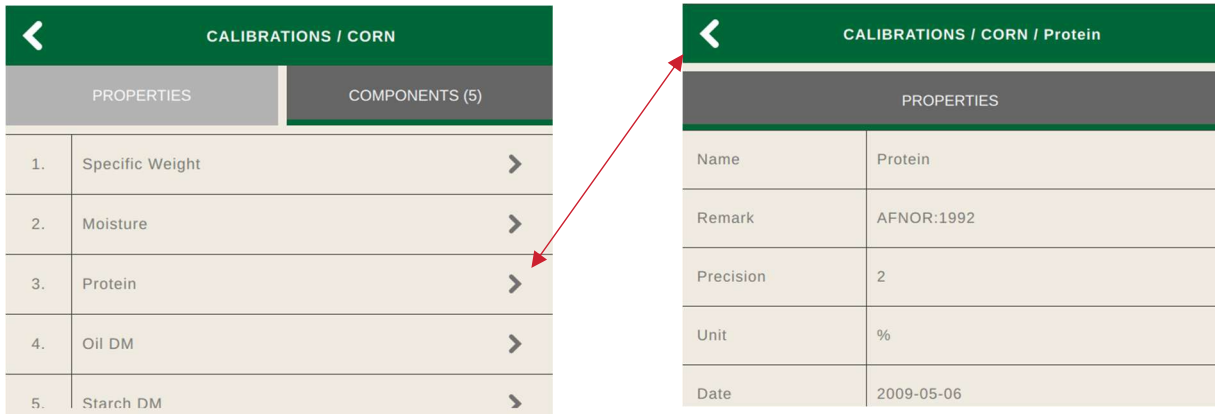 CALIBRATIONS / CORN
PROPERTIES COMPONENTS (5)
1. Specific Weight
2. Moisture
3. Protein
4. Oil DM
5. Starch DM
CALIBRATIONS / CORN / Protein
PROPERTIES
Name Protein
Remark AFNOR:1992
Precision 2
Unit %
Date 2009-05-06